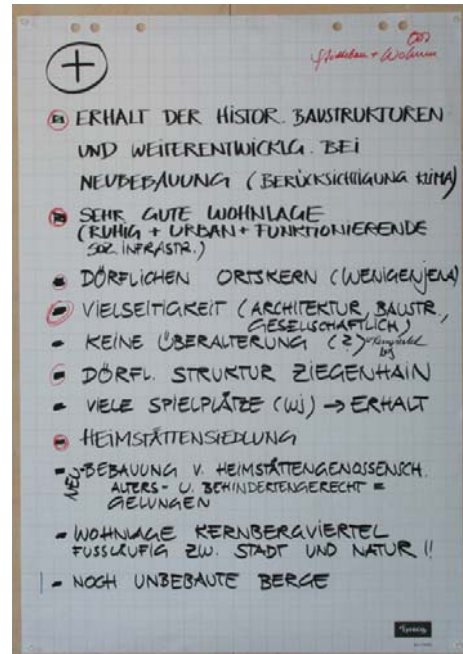 +
Städtebau + Wohnen
- ERHALT DER HISTOR. BAUSTRUKTUREN
UND WEITERENTWICKLG. BEI
NEUBEBAUUNG (BERÜCKSICHTIGUNG KLIMA)
- SEHR GUTE WOHNLAGE
(RUHIG + URBAN + FUNKTIONIERENDE
SOZ. INFRASTR.)
- DÖRFLICHEN ORTSKERN (WENIGENJENA)
- VIELSEITIGKEIT (ARCHITEKTUR, BAUSTR.,
GESELLSCHAFTLICH)
- KEINE ÜBERALTERUNG (?)
- DÖRFL. STRUKTUR ZIEGENHAIN
- VIELE SPIELPLÄTZE (WJ) → ERHALT
- HEIMSTÄTTENSIEDLUNG
- NEU-BEBAUUNG V. HEIMSTÄTTENGENOSSENSCH.
ALTERS- U. BEHINDERTENGERECHT =
GELUNGEN
- WOHNLAGE KERNBERGVIERTEL
FUSSLÄUFIG ZW. STADT UND NATUR !!
- NOCH UNBEBAUTE BERGE